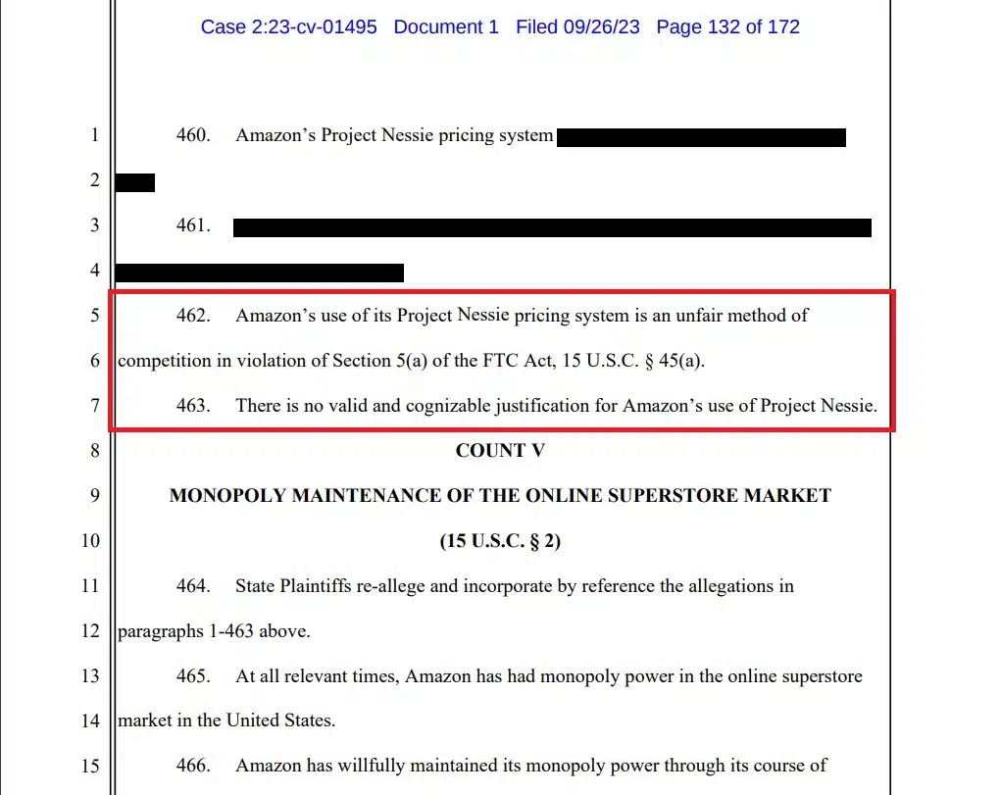 Case 2:23-cv-01495 Document 1 Filed 09/26/23 Page 132 of 172
1 460. Amazon’s Project Nessie pricing system
2
3 461.
4
5 462. Amazon’s use of its Project Nessie pricing system is an unfair method of
6 competition in violation of Section 5(a) of the FTC Act, 15 U.S.C. § 45(a).
7 463. There is no valid and cognizable justification for Amazon’s use of Project Nessie.
8 COUNT V
9 MONOPOLY MAINTENANCE OF THE ONLINE SUPERSTORE MARKET
10 (15 U.S.C. § 2)
11 464. State Plaintiffs re-allege and incorporate by reference the allegations in
12 paragraphs 1-463 above.
13 465. At all relevant times, Amazon has had monopoly power in the online superstore
14 market in the United States.
15 466. Amazon has willfully maintained its monopoly power through its course of